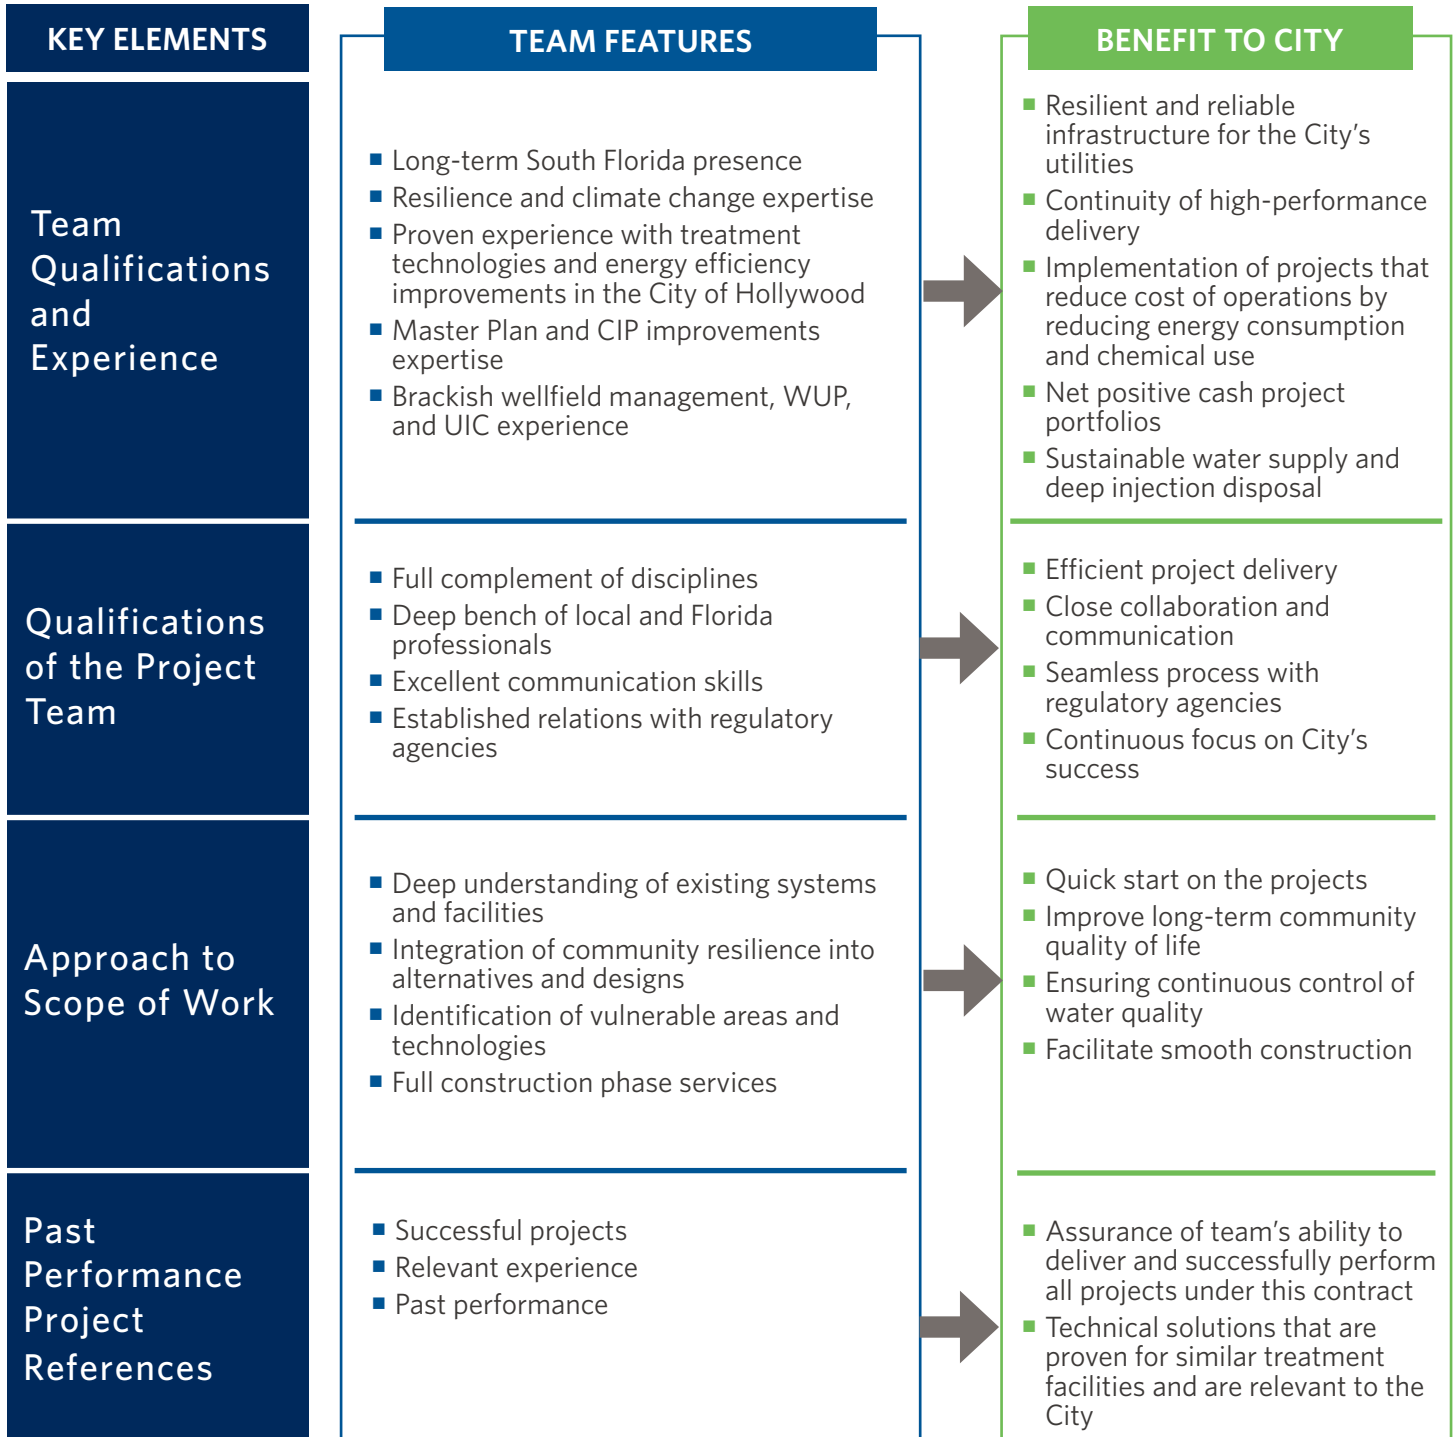 KEY ELEMENTS
TEAM FEATURES
BENEFIT TO CITY
Team
Qualifications
and
Experience
Long-term South Florida presence
Resilience and climate change expertise
Proven experience with treatment
technologies and energy efficiency
improvements in the City of Hollywood
Master Plan and CIP improvements
expertise
Brackish wellfield management, WUP,
and UIC experience
Resilient and reliable
infrastructure for the City’s
utilities
Continuity of high-performance
delivery
Implementation of projects that
reduce cost of operations by
reducing energy consumption
and chemical use
Net positive cash project
portfolios
Sustainable water supply and
deep injection disposal
Qualifications
of the Project
Team
Full complement of disciplines
Deep bench of local and Florida
professionals
Excellent communication skills
Established relations with regulatory
agencies
Efficient project delivery
Close collaboration and
communication
Seamless process with
regulatory agencies
Continuous focus on City’s
success
Approach to
Scope of Work
Deep understanding of existing systems
and facilities
Integration of community resilience into
alternatives and designs
Identification of vulnerable areas and
technologies
Full construction phase services
Quick start on the projects
Improve long-term community
quality of life
Ensuring continuous control of
water quality
Facilitate smooth construction
Past
Performance
Project
References
Successful projects
Relevant experience
Past performance
Assurance of team’s ability to
deliver and successfully perform
all projects under this contract
Technical solutions that are
proven for similar treatment
facilities and are relevant to the
City